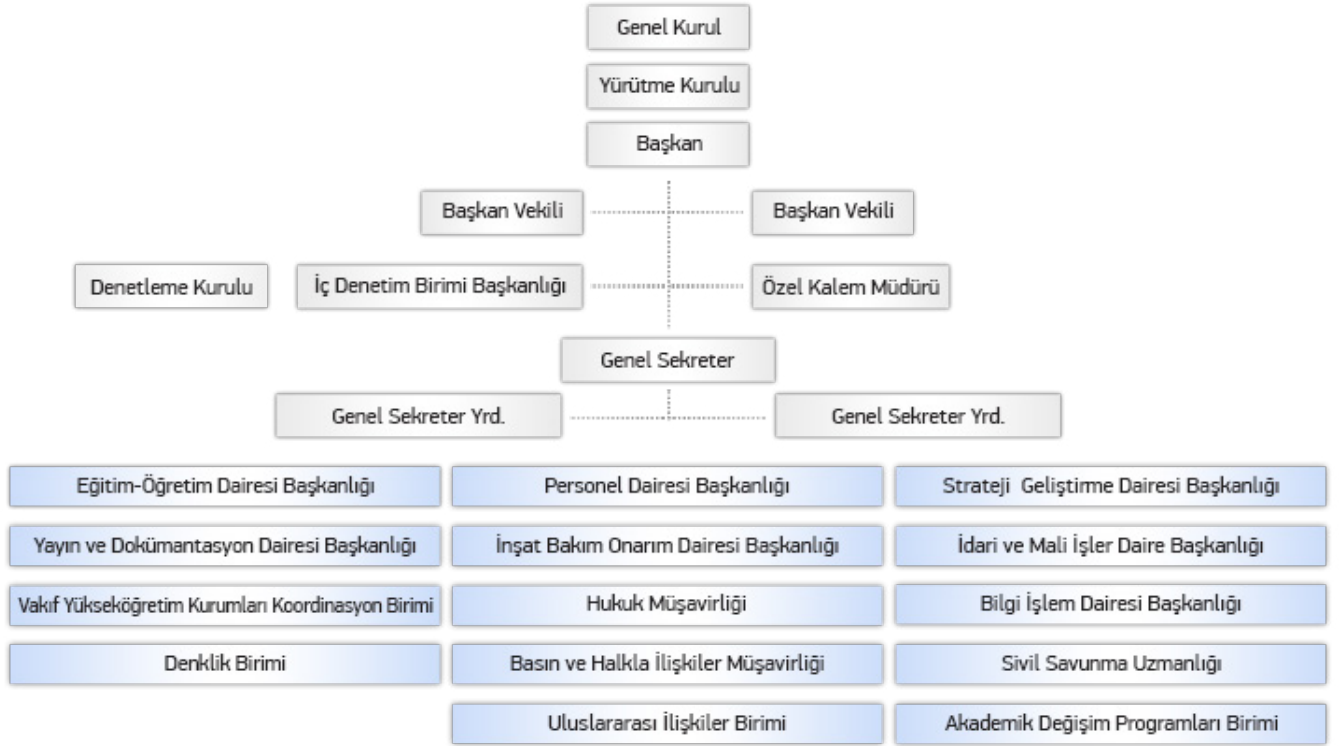 Genel Kurul
Yürütme Kurulu
Başkan
Başkan Vekili
Başkan Vekili
Denetleme Kurulu
İç Denetim Birimi Başkanlığı
Özel Kalem Müdürü
Genel Sekreter
Genel Sekreter Yrd.
Genel Sekreter Yrd.
Eğitim-Öğretim Dairesi Başkanlığı
Personel Dairesi Başkanlığı
Strateji Geliştirme Dairesi Başkanlığı
Yayın ve Dokümantasyon Dairesi Başkanlığı
İnşat Bakım Onarım Dairesi Başkanlığı
İdari ve Mali İşler Daire Başkanlığı
Vakıf Yükseköğretim Kurumları Koordinasyon Birimi
Hukuk Müşavirliği
Bilgi İşlem Dairesi Başkanlığı
Denklik Birimi
Basın ve Halkla İlişkiler Müşavirliği
Sivil Savunma Uzmanlığı
Uluslararası İlişkiler Birimi
Akademik Değişim Programları Birimi